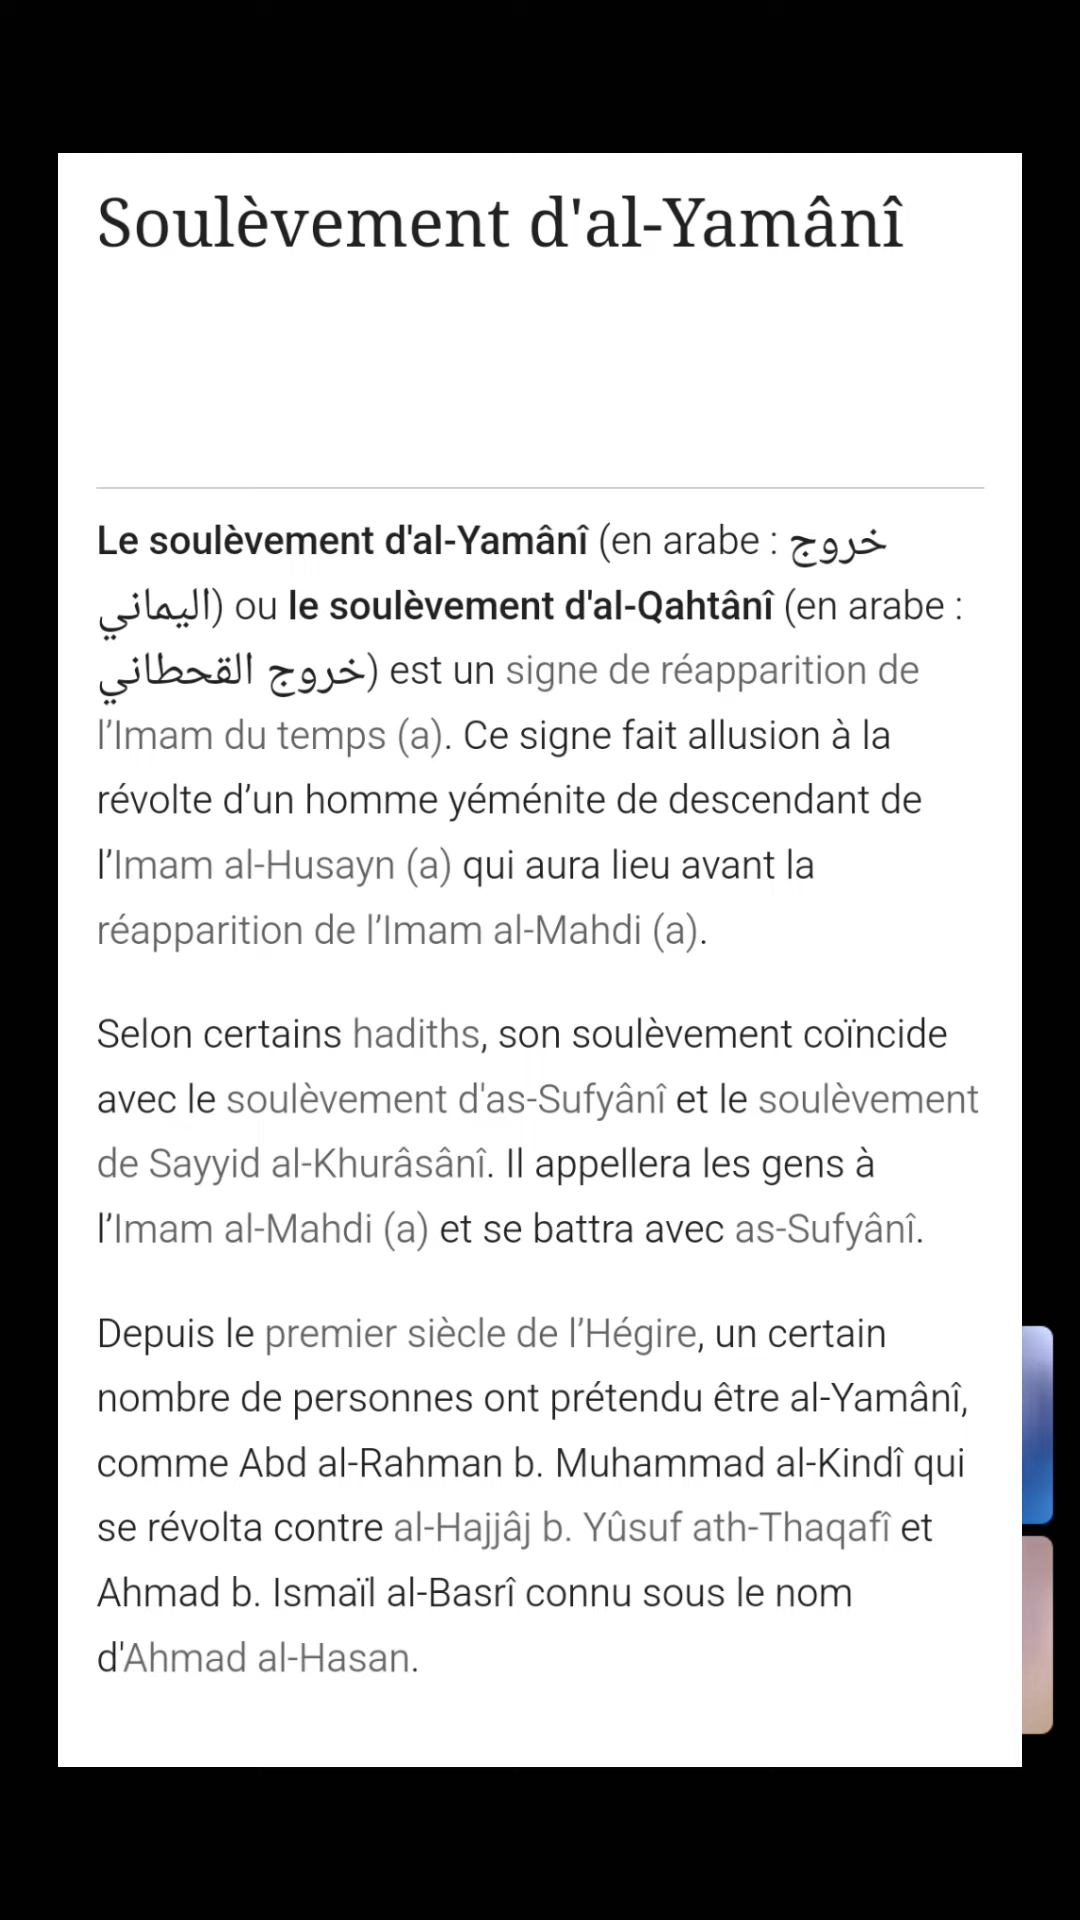 Soulèvement d'al-Yamânî
Le soulèvement d'al-Yamânî (en arabe : خروج
اليماني) ou le soulèvement d'al-Qahtânî (en arabe :
خروج القحطاني) est un signe de réapparition de
l’Imam du temps (a). Ce signe fait allusion à la
révolte d’un homme yéménite de descendant de
l’Imam al-Husayn (a) qui aura lieu avant la
réapparition de l’Imam al-Mahdi (a).
Selon certains hadiths, son soulèvement coïncide
avec le soulèvement d'as-Sufyânî et le soulèvement
de Sayyid al-Khurâsânî. Il appellera les gens à
l’Imam al-Mahdi (a) et se battra avec as-Sufyânî.
Depuis le premier siècle de l’Hégire, un certain
nombre de personnes ont prétendu être al-Yamânî,
comme Abd al-Rahman b. Muhammad al-Kindî qui
se révolta contre al-Hajjâj b. Yûsuf ath-Thaqafî et
Ahmad b. Ismaïl al-Basrî connu sous le nom
d'Ahmad al-Hasan.